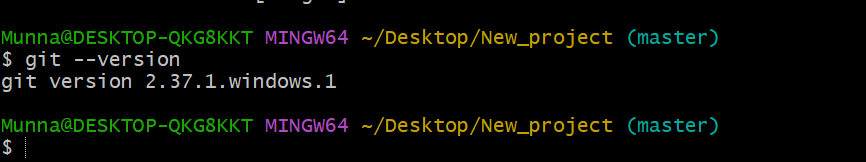 Munna@DESKTOP-QKG8KKT MINGW64 ~/Desktop/New_project (master)
$ git --version
git version 2.37.1.windows.1
Munna@DESKTOP-QKG8KKT MINGW64 ~/Desktop/New_project (master)
$